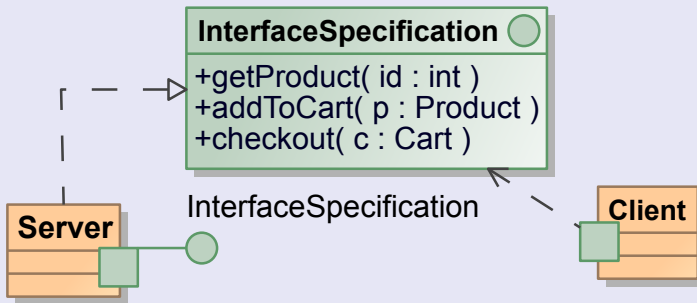 InterfaceSpecification
+getProduct( id : int )
+addToCart( p : Product )
+checkout( c : Cart )
InterfaceSpecification
Server
Client